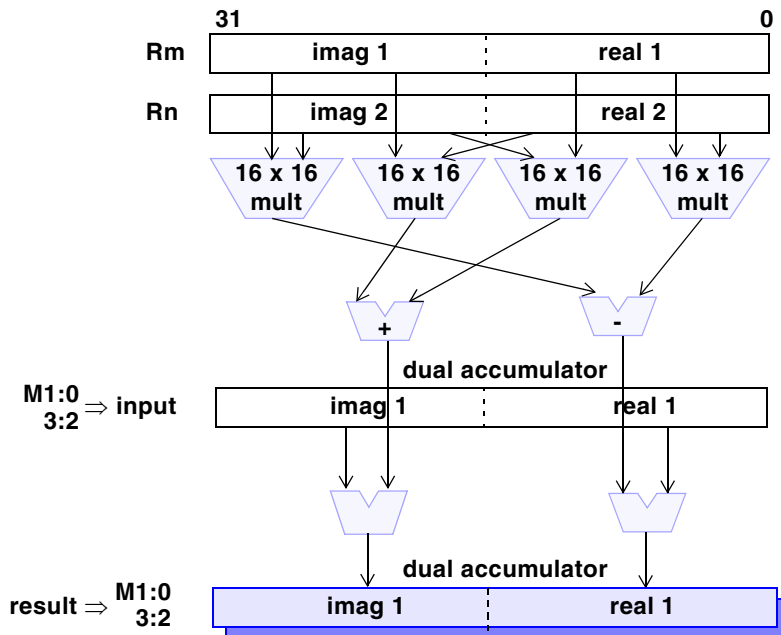 31 0
Rm imag 1 real 1
Rn imag 2 real 2
16 x 16 16 x 16 16 x 16 16 x 16
mult mult mult mult
+ -
dual accumulator
M1:0
3:2 ⇒ input imag 1 real 1
dual accumulator
result ⇒ M1:0
3:2 imag 1 real 1